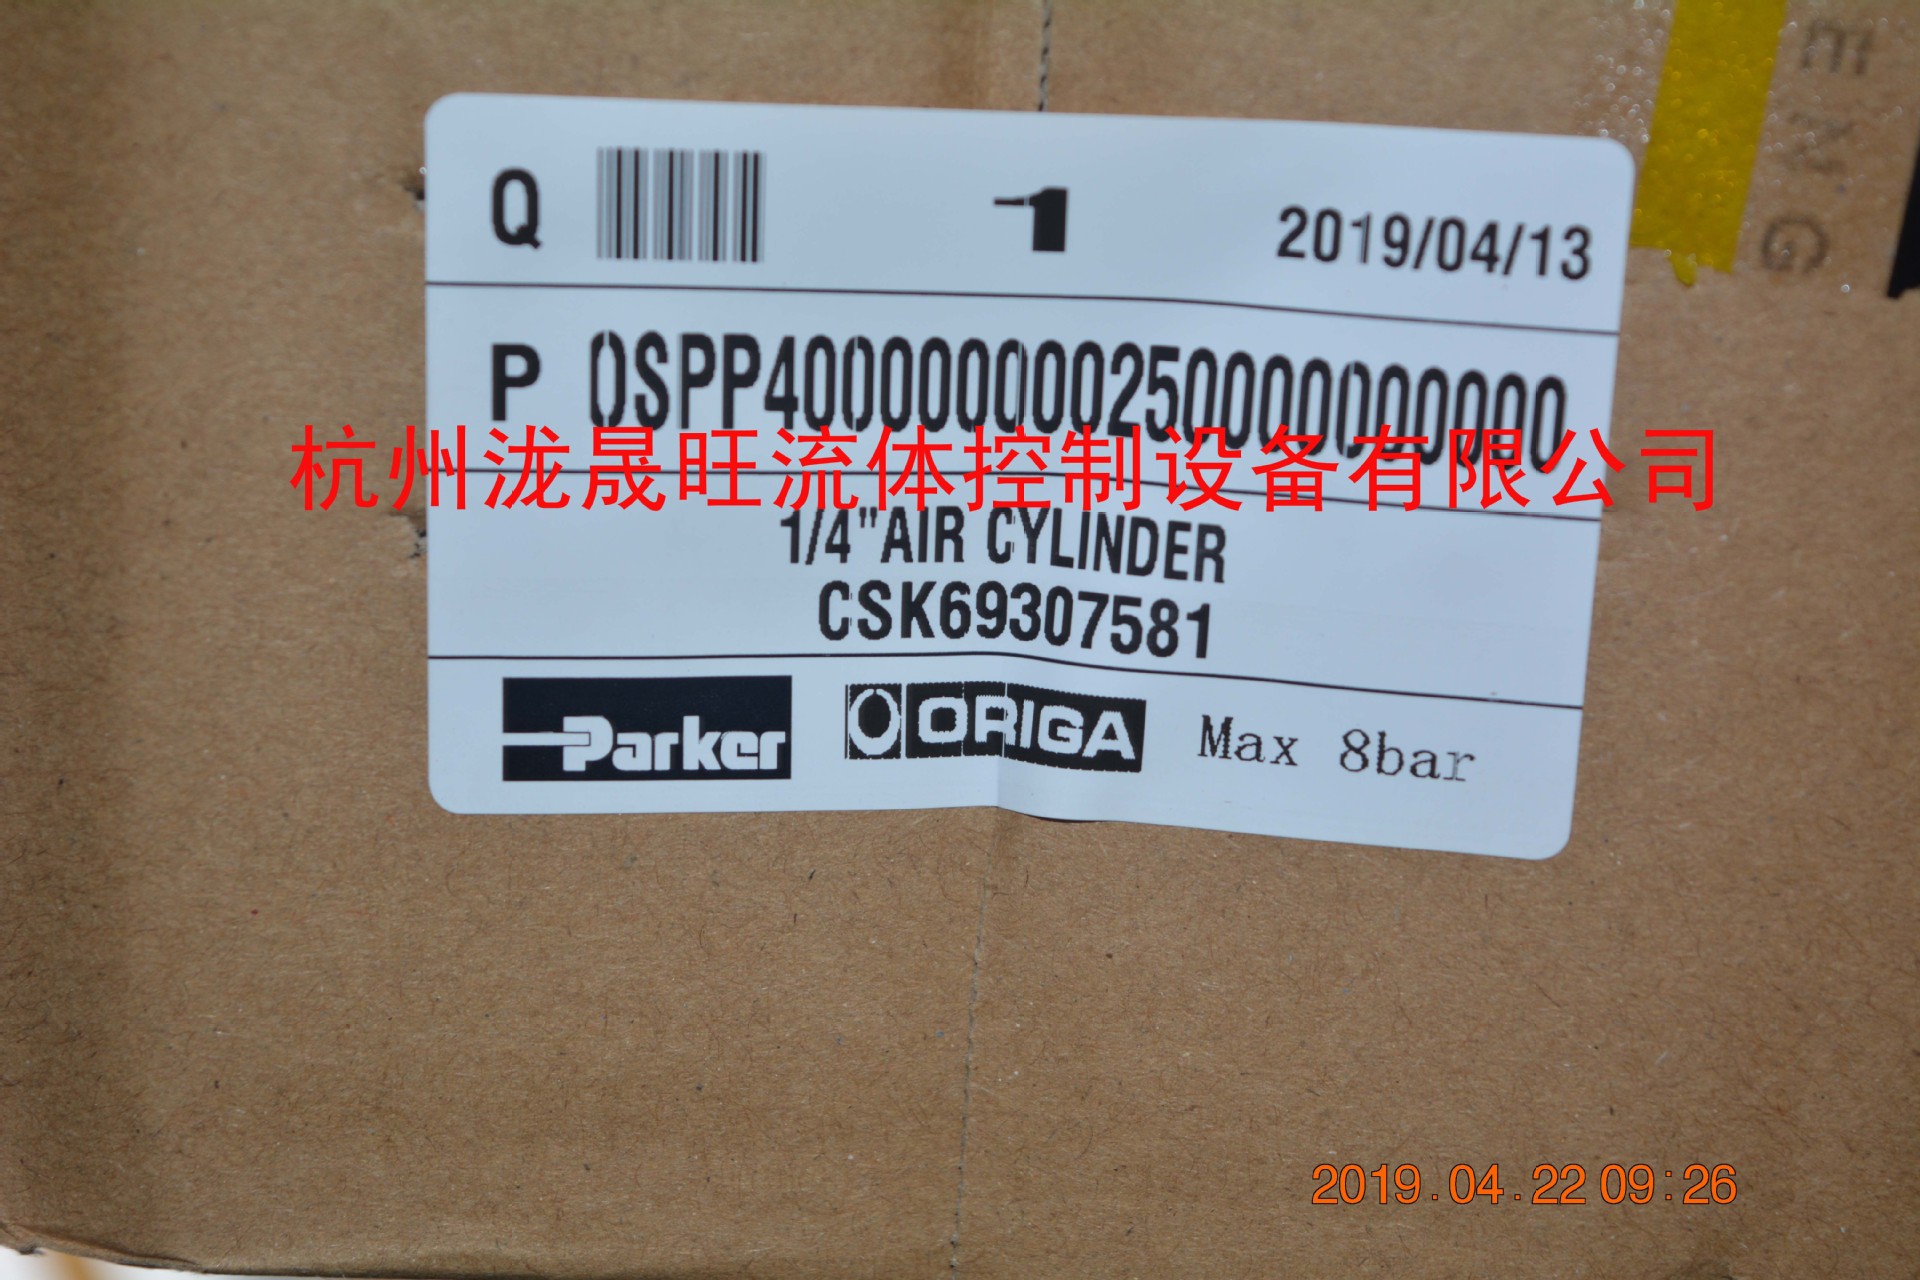 Q 1 2019/04/13
P OSPP400000000250000000000
杭州泷晟旺流体控制设备有限公司
1/4"AIR CYLINDER
CSK69307581
Parker ORIGA Max 8bar
2019.04.22 09:26